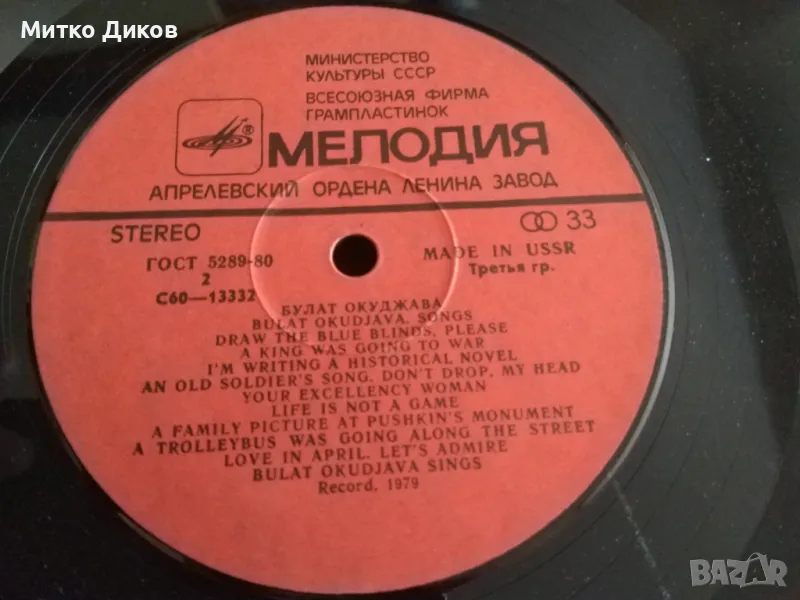 Митко Диков
МИНИСТЕРСТВО
КУЛЬТУРЫ СССР
ВСЕСОЮЗНАЯ ФИРМА
ГРАМПЛАСТИНОК
®
МЕЛОДИЯ
АПРЕЛЕВСКИЙ ОРДЕНА ЛЕНИНА ЗАВОД
STEREO
33
ГОСТ 5289-80
MADE IN USSR
2
Третья гр.
С60—13332
БУЛАТ ОКУДЖАВА
BULAT OKUDJAVA. SONGS
DRAW THE BLUE BLINDS, PLEASE
A KING WAS GOING TO WAR
I'M WRITING A HISTORICAL NOVEL
AN OLD SOLDIER'S SONG. DON'T DROP, MY HEAD
YOUR EXCELLENCY WOMAN
LIFE IS NOT A GAME
A FAMILY PICTURE AT PUSHKIN'S MONUMENT
A TROLLEYBUS WAS GOING ALONG THE STREET
LOVE IN APRIL. LET'S ADMIRE
BULAT OKUDJAVA SINGS
Record. 1979
BAZAR